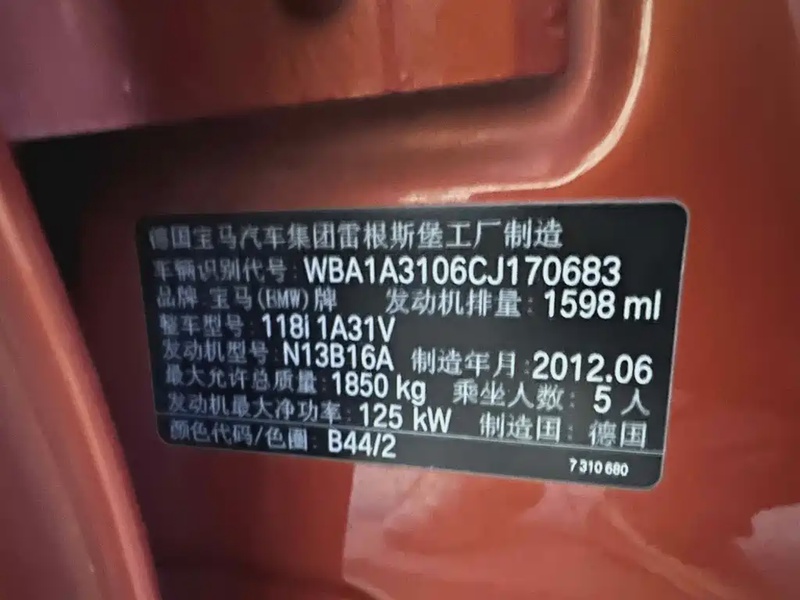 德国宝马汽车集团雷根斯堡工厂制造
车辆识别代号: WBA1A3106CJ170683
品牌: 宝马(BMW)牌 发动机排量: 1598 ml
整车型号: 118i 1A31V
发动机型号: N13B16A 制造年月: 2012.06
最大允许总质量: 1850 kg 乘坐人数: 5 人
发动机最大净功率: 125 kW 制造国: 德国
颜色代码/色圈: B44/2
7 310 680